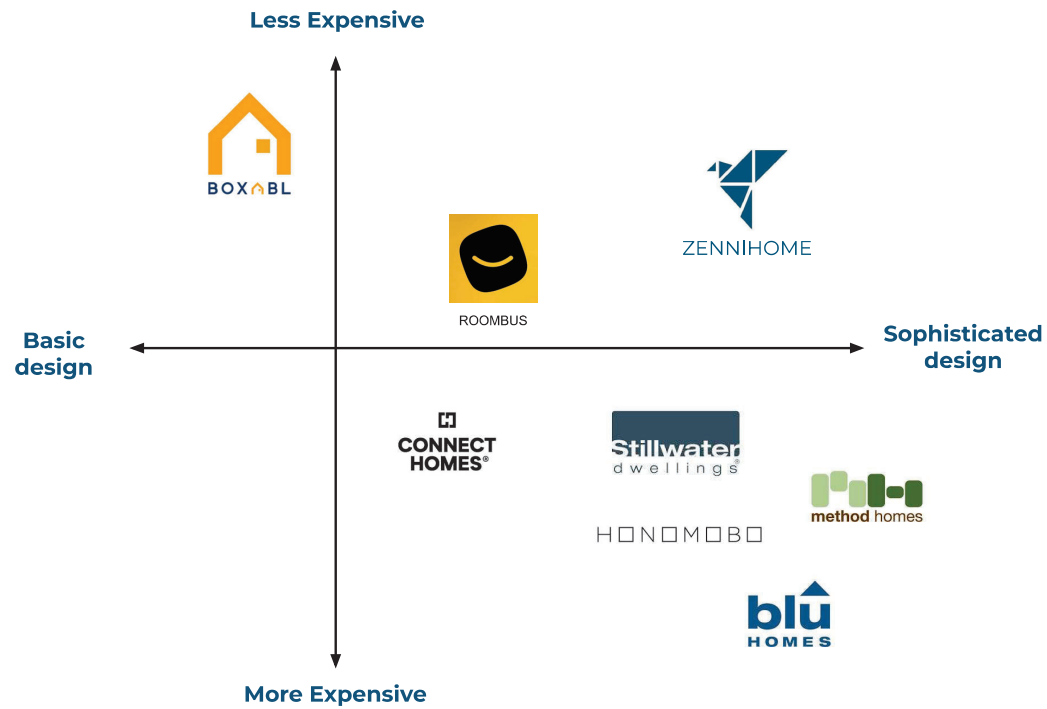 Less Expensive
BOXABL
ZENNIHOME
ROOMBUS
Basic
design
Sophisticated
design
CONNECT
HOMES®
Stillwater®
dwellings
method homes
HONOMOBO
blu
HOMES
More Expensive